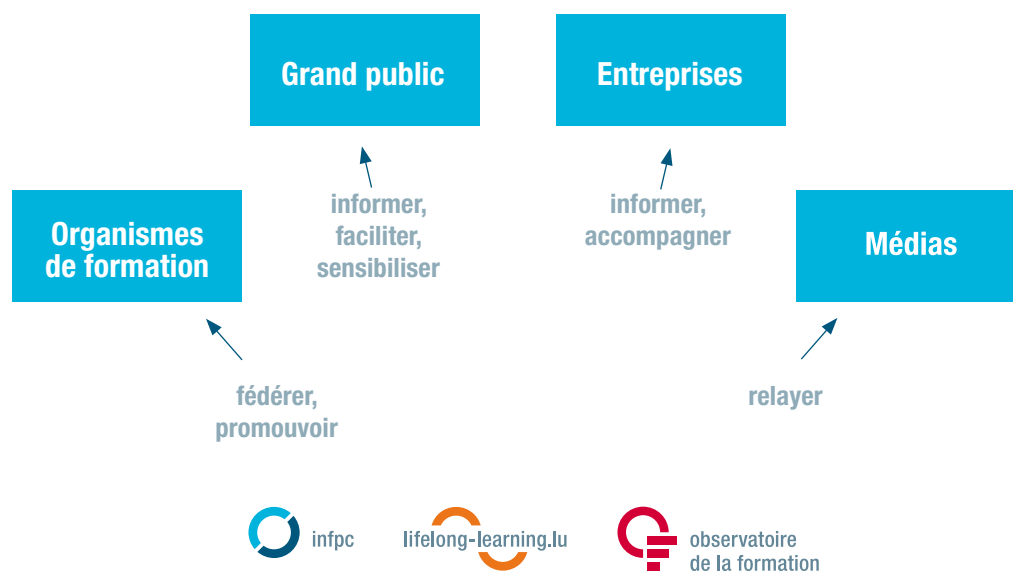 Grand public
Entreprises
informer,
faciliter,
sensibiliser
informer,
accompagner
Organismes
de formation
Médias
fédérer,
promouvoir
relayer
infpc
lifelong-learning.lu
observatoire
de la formation